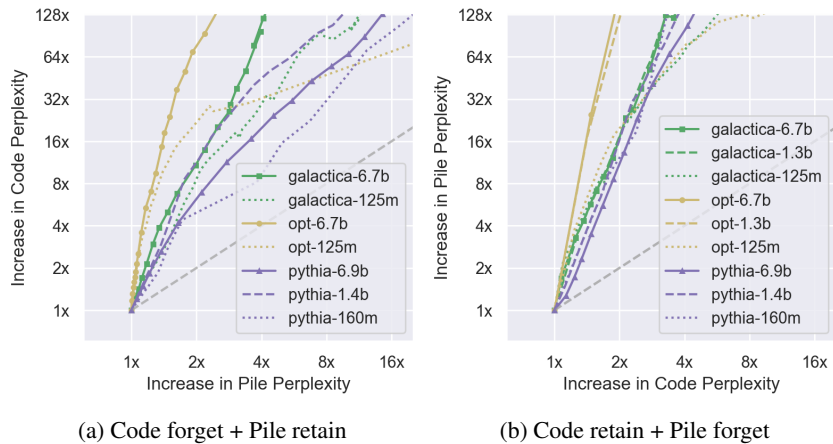 128x
64x
32x
16x
8x
4x
2x
1x
Increase in Code Perplexity
galactica-6.7b
galactica-125m
opt-6.7b
opt-125m
pythia-6.9b
pythia-1.4b
pythia-160m
1x 2x 4x 8x 16x
Increase in Pile Perplexity
(a) Code forget + Pile retain
128x
64x
32x
16x
8x
4x
2x
1x
Increase in Pile Perplexity
galactica-6.7b
galactica-1.3b
galactica-125m
opt-6.7b
opt-1.3b
opt-125m
pythia-6.9b
pythia-1.4b
pythia-160m
1x 2x 4x 8x 16x
Increase in Code Perplexity
(b) Code retain + Pile forget